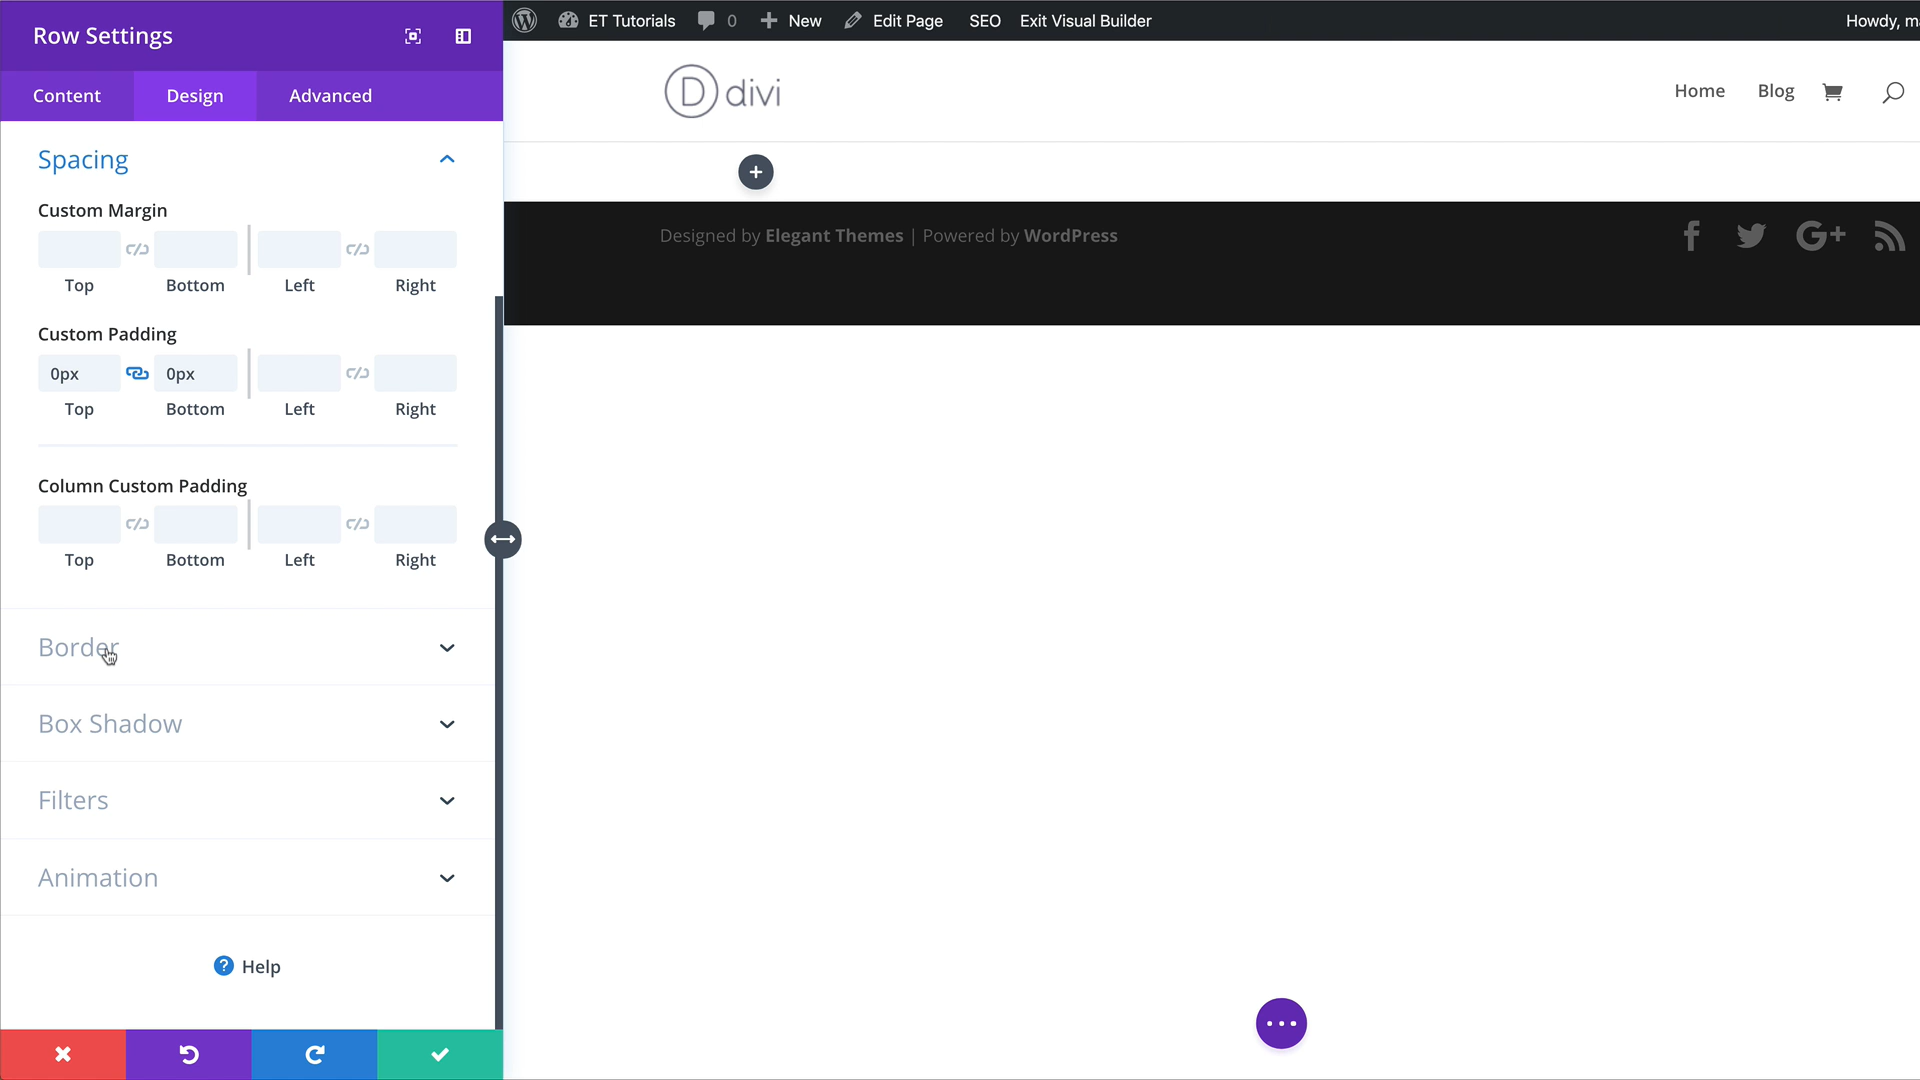 Row Settings
Content Design Advanced
Spacing
Custom Margin
Top Bottom Left Right
Custom Padding
0px 0px
Top Bottom Left Right
Column Custom Padding
Top Bottom Left Right
Border
Box Shadow
Filters
Animation
? Help
ET Tutorials 0 New Edit Page SEO Exit Visual Builder Howdy,
D divi
Home Blog
Designed by Elegant Themes | Powered by WordPress
G+